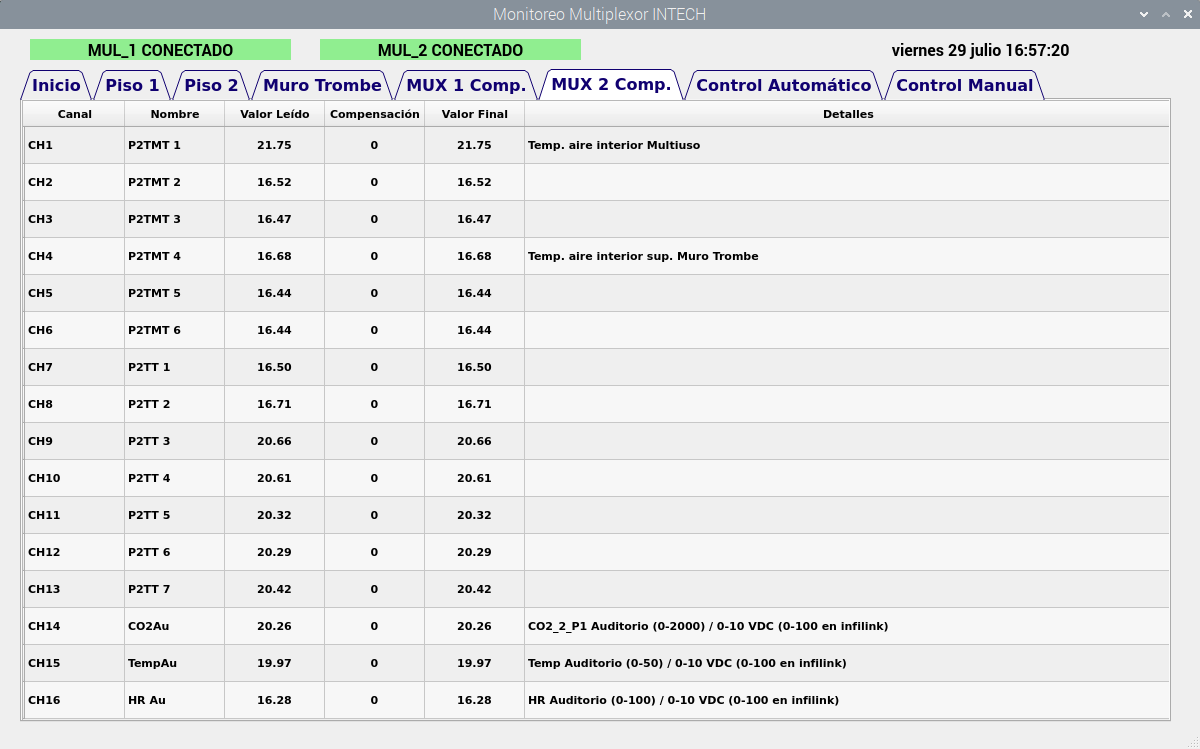 Monitoreo Multiplexor INTECH
MUL_1 CONECTADO MUL_2 CONECTADO viernes 29 julio 16:57:20
Inicio Piso 1 Piso 2 Muro Trombe MUX 1 Comp. MUX 2 Comp. Control Automático Control Manual
Canal Nombre Valor Leído Compensación Valor Final Detalles
CH1 P2TMT 1 21.75 0 21.75 Temp. aire interior Multiuso
CH2 P2TMT 2 16.52 0 16.52
CH3 P2TMT 3 16.47 0 16.47
CH4 P2TMT 4 16.68 0 16.68 Temp. aire interior sup. Muro Trombe
CH5 P2TMT 5 16.44 0 16.44
CH6 P2TMT 6 16.44 0 16.44
CH7 P2TT 1 16.50 0 16.50
CH8 P2TT 2 16.71 0 16.71
CH9 P2TT 3 20.66 0 20.66
CH10 P2TT 4 20.61 0 20.61
CH11 P2TT 5 20.32 0 20.32
CH12 P2TT 6 20.29 0 20.29
CH13 P2TT 7 20.42 0 20.42
CH14 CO2Au 20.26 0 20.26 CO2_2_P1 Auditorio (0-2000) / 0-10 VDC (0-100 en infilink)
CH15 TempAu 19.97 0 19.97 Temp Auditorio (0-50) / 0-10 VDC (0-100 en infilink)
CH16 HR Au 16.28 0 16.28 HR Auditorio (0-100) / 0-10 VDC (0-100 en infilink)